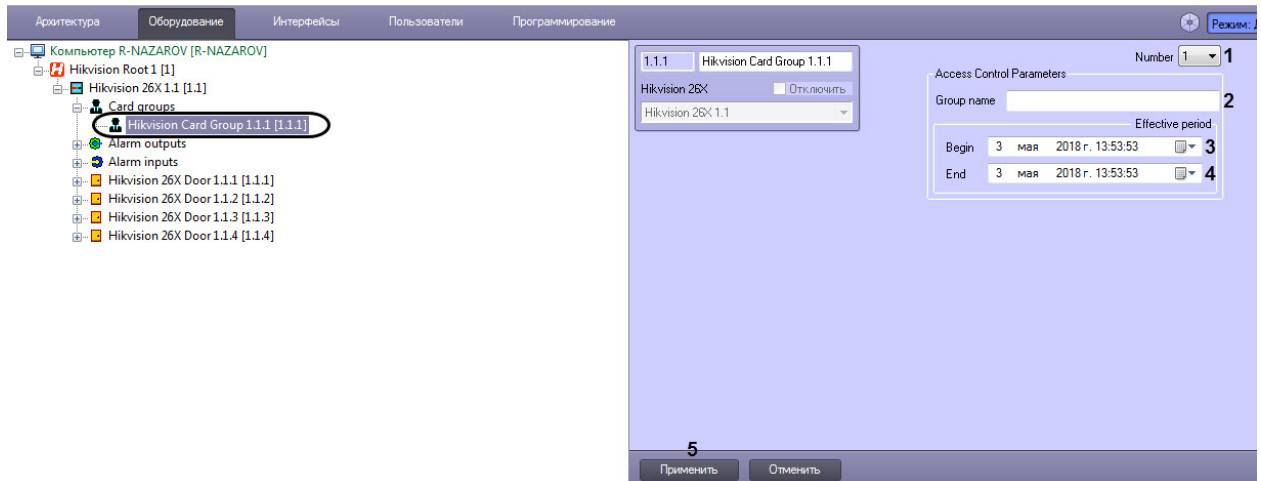 Архитектура Оборудование Интерфейсы Пользователи Программирование
Режим:
Компьютер R-NAZAROV [R-NAZAROV]
Hikvision Root 1 [1]
Hikvision 26X 1.1 [1.1]
Card groups
Hikvision Card Group 1.1.1 [1.1.1]
Alarm outputs
Alarm inputs
Hikvision 26X Door 1.1.1 [1.1.1]
Hikvision 26X Door 1.1.2 [1.1.2]
Hikvision 26X Door 1.1.3 [1.1.3]
Hikvision 26X Door 1.1.4 [1.1.4]
1.1.1 Hikvision Card Group 1.1.1
Hikvision 26X Отключить
Hikvision 26X 1.1
Number 1 1
Access Control Parameters
Group name 2
Effective period
Begin 3 мая 2018 г. 13:53:53 3
End 3 мая 2018 г. 13:53:53 4
5
Применить Отменить